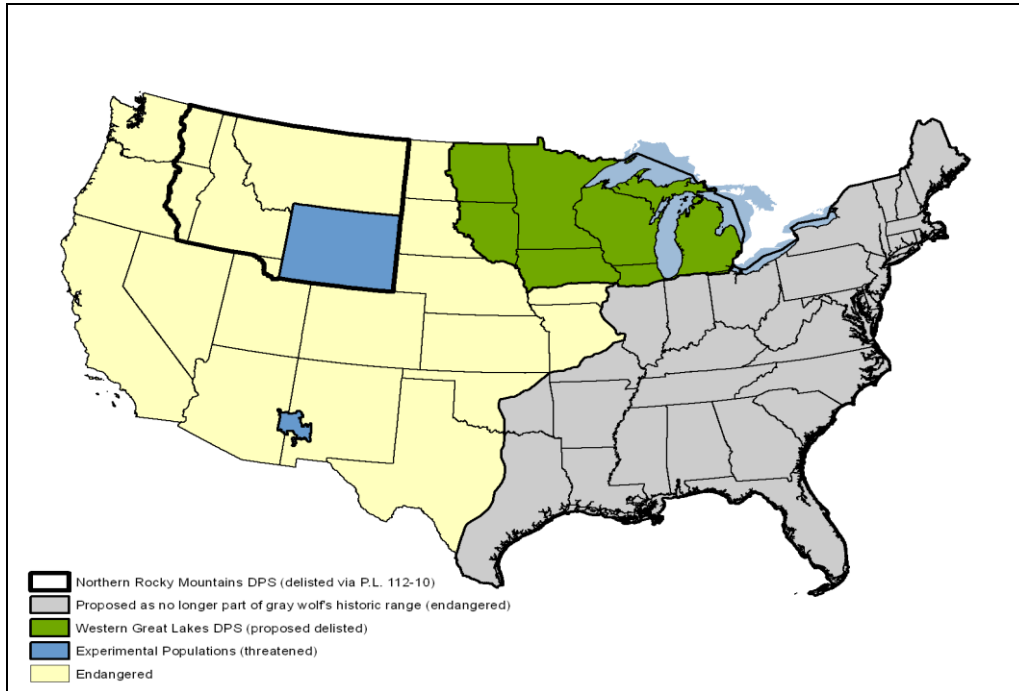 Northern Rocky Mountains DPS (delisted via P.L. 112-10)
Proposed as no longer part of gray wolf's historic range (endangered)
Western Great Lakes DPS (proposed delisted)
Experimental Populations (threatened)
Endangered